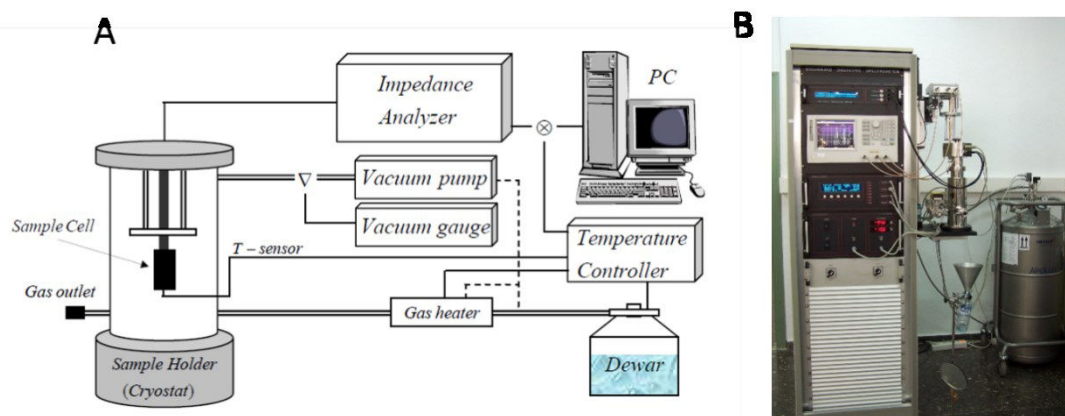 A
B
Impedance
Analyzer
PC
Vacuum pump
Vacuum gauge
Sample Cell
T – sensor
Temperature
Controller
Gas outlet
Gas heater
Sample Holder
(Cryostat)
Dewar